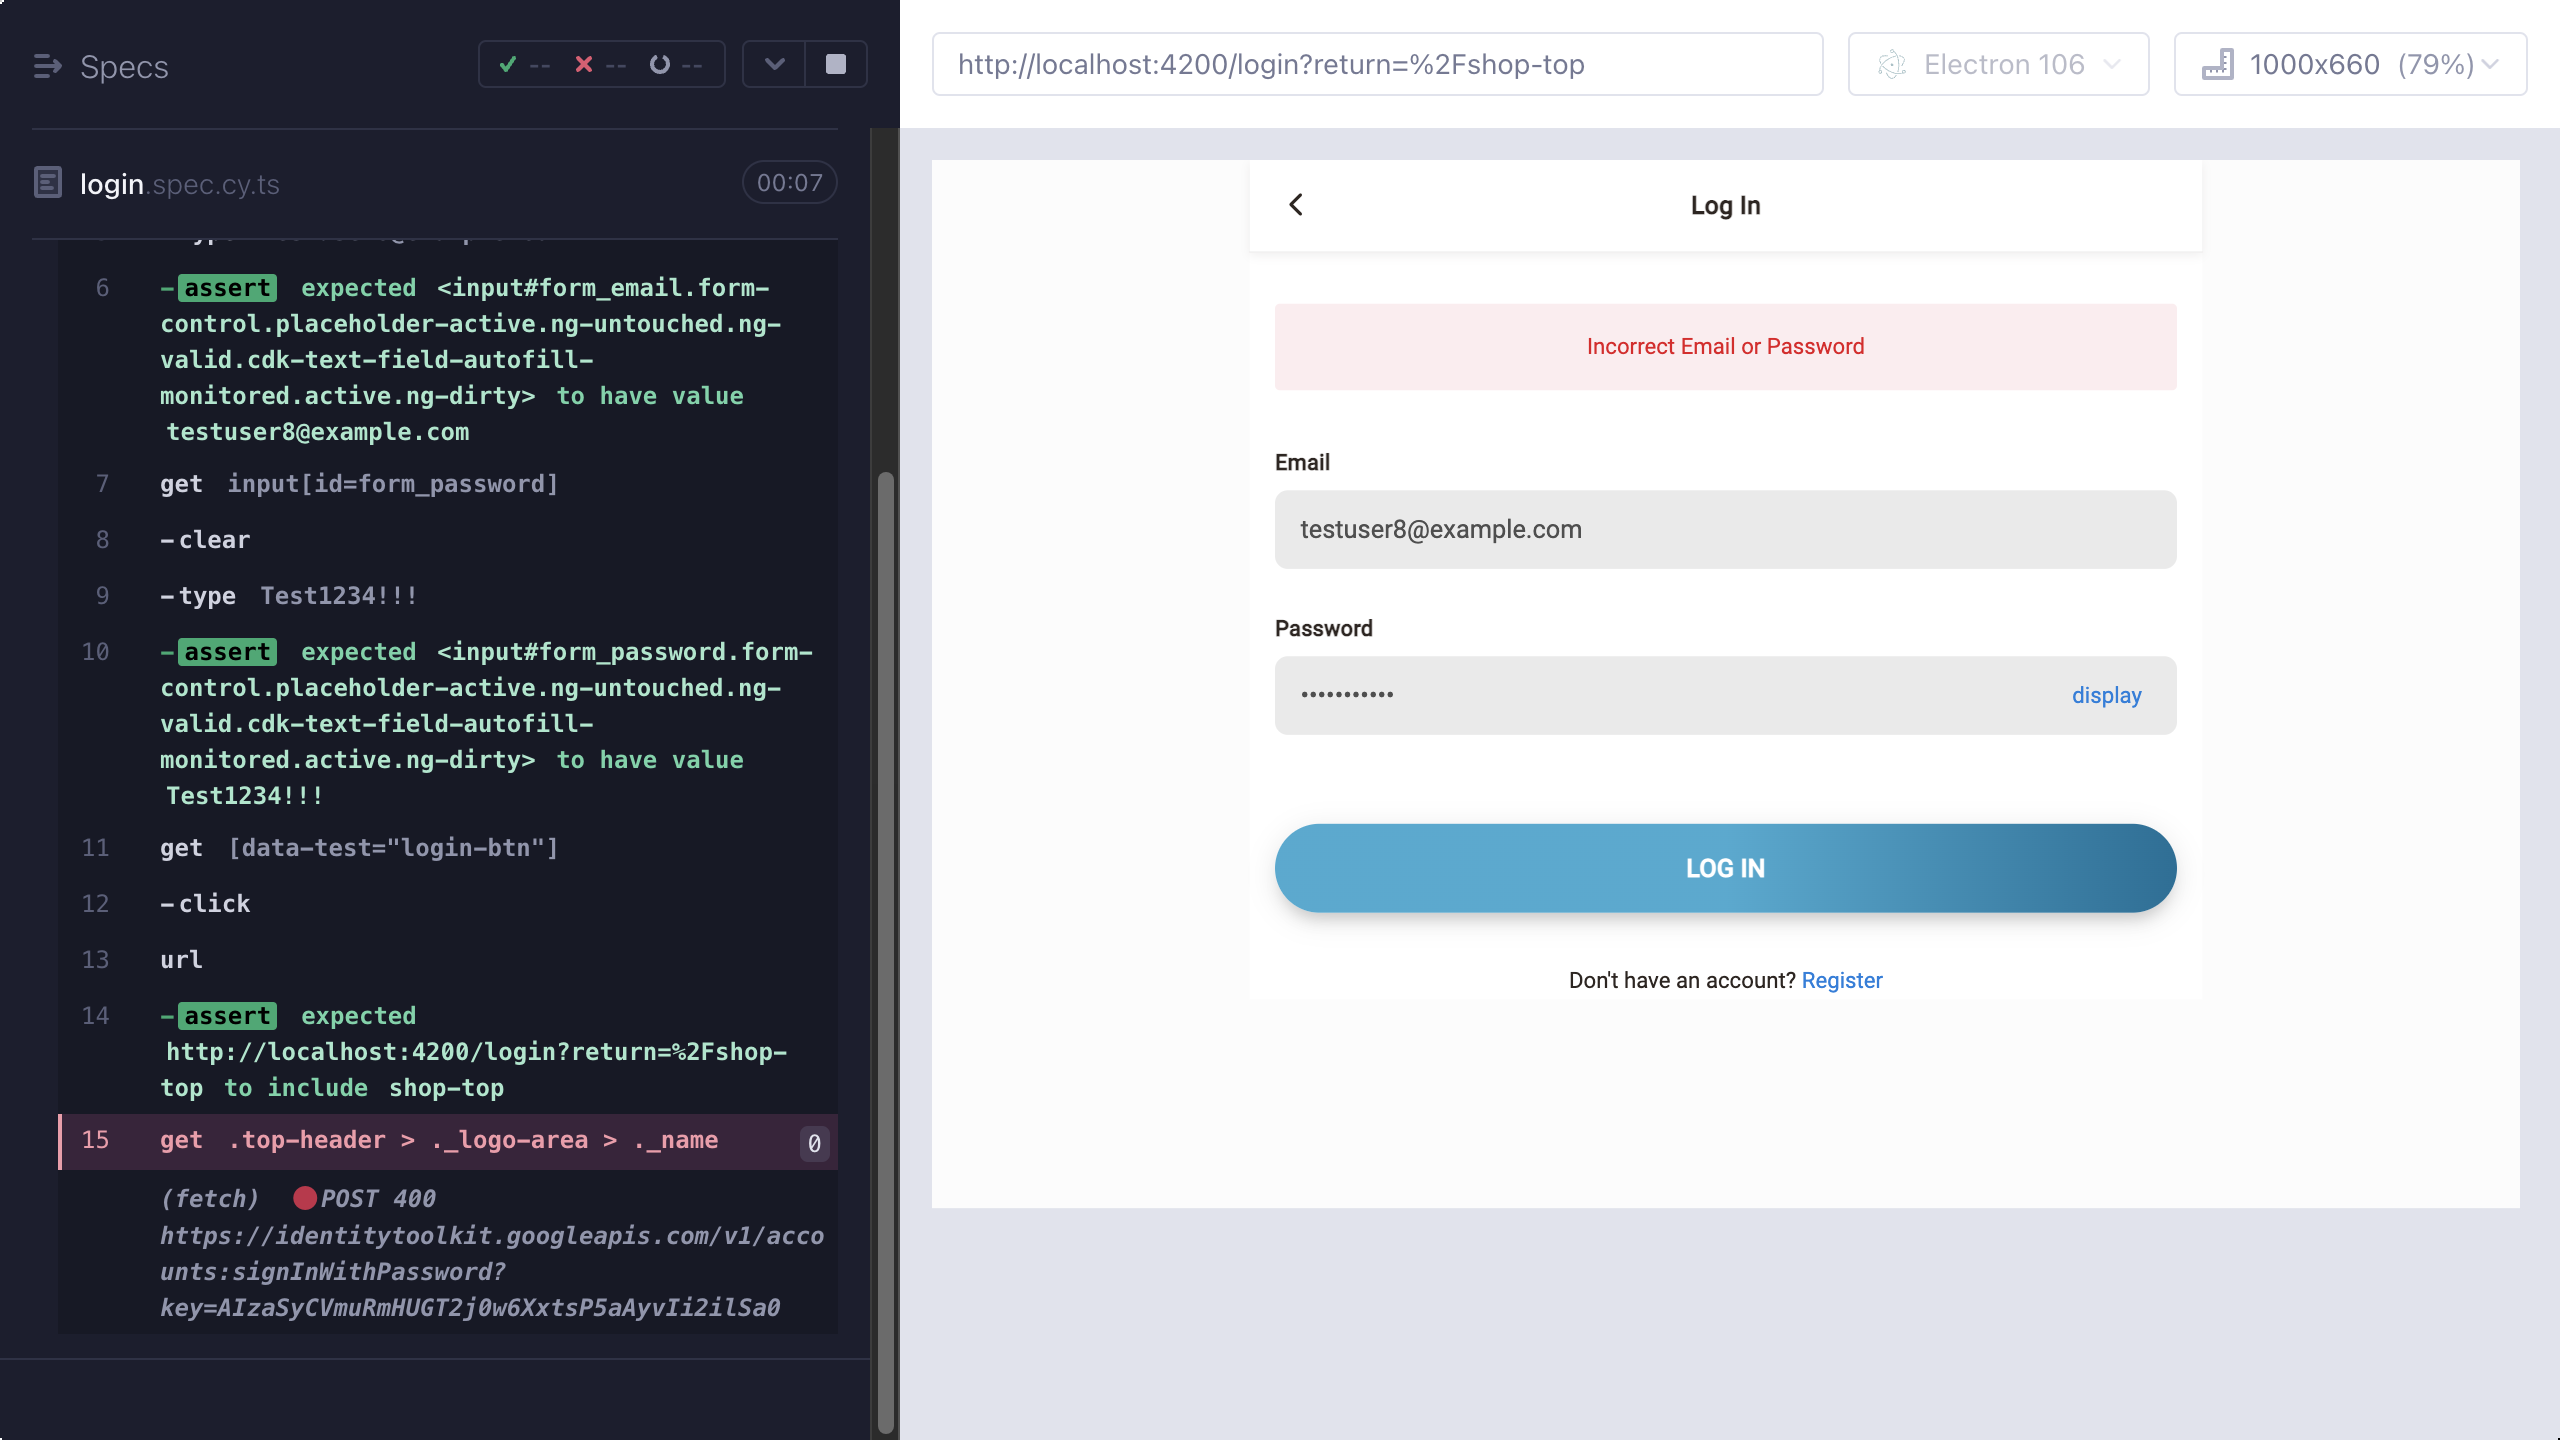 Specs
-- -- --
login.spec.cy.ts
00:07
6 -assert expected <input#form_email.form-
control.placeholder-active.ng-untouched.ng-
valid.cdk-text-field-autofill-
monitored.active.ng-dirty> to have value
testuser8@example.com
7 get input[id=form_password]
8 -clear
9 -type Test1234!!!
10 -assert expected <input#form_password.form-
control.placeholder-active.ng-untouched.ng-
valid.cdk-text-field-autofill-
monitored.active.ng-dirty> to have value
Test1234!!!
11 get [data-test="login-btn"]
12 -click
13 url
14 -assert expected
http://localhost:4200/login?return=%2Fshop-
top to include shop-top
15 get .top-header > ._logo-area > ._name 0
(fetch) POST 400
https://identitytoolkit.googleapis.com/v1/acco
unts:signInWithPassword?
key=AIzaSyCVmuRmHUGT2j0w6XxtsP5aAyvIi2ilSa0
http://localhost:4200/login?return=%2Fshop-top
Electron 106
1000x660 (79%)
Log In
Incorrect Email or Password
Email
testuser8@example.com
Password
•••••••••••
display
LOG IN
Don't have an account? Register